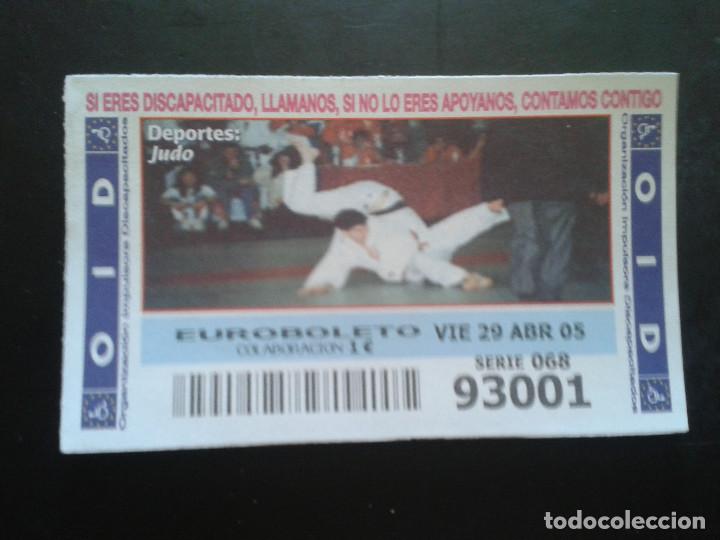 SI ERES DISCAPACITADO, LLAMANOS, SI NO LO ERES APOYANOS, CONTAMOS CONTIGO
OID
Organización Impulsora Discapacitados
Deportes:
Judo
EUROBOLETO VIE 29 ABR 05
COLABORACION 1 €
SERIE 068
93001
OID
Organización Impulsora Discapacitados
todocoleccion.net